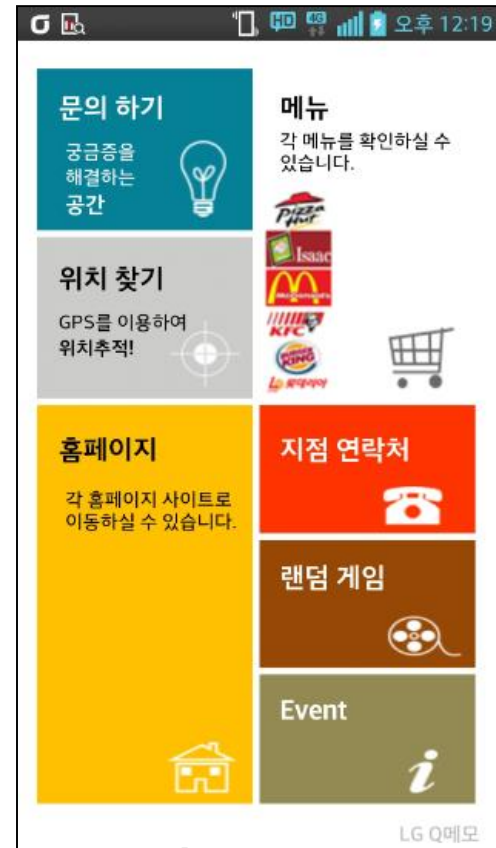 HD 4G 오후 12:19
문의 하기
궁금증을
해결하는
공간
메뉴
각 메뉴를 확인하실 수
있습니다.
Pizza
Hut
Isaac
McDonald's
위치 찾기
GPS를 이용하여
위치추적!
KFC
BURGER
KING
롯데리아
홈페이지
각 홈페이지 사이트로
이동하실 수 있습니다.
지점 연락처
랜덤 게임
Event
i
LG Q메모